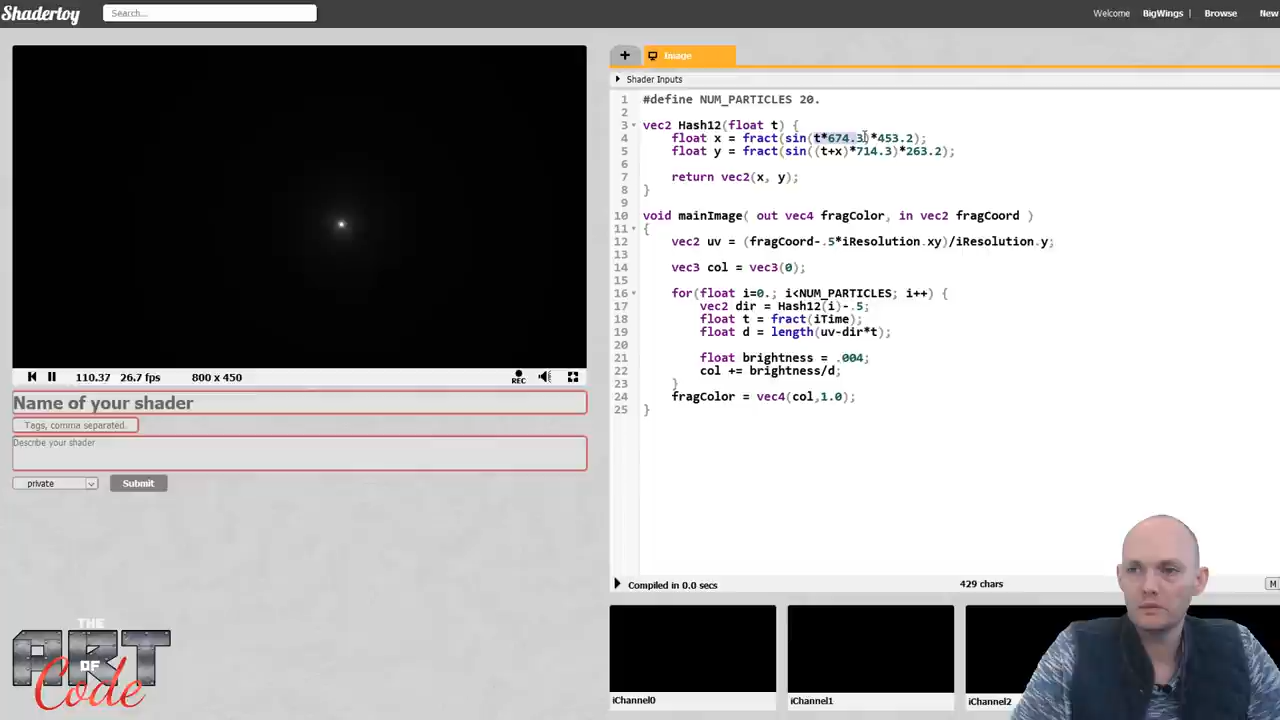 Shadertoy
Search...
Welcome
BigWings |
Browse
New
+
Image
Shader Inputs
1 #define NUM_PARTICLES 20.
2
3 vec2 Hash12(float t) {
4 float x = fract(sin(t*674.3)*453.2);
5 float y = fract(sin((t+x)*714.3)*263.2);
6
7 return vec2(x, y);
8 }
9
10 void mainImage( out vec4 fragColor, in vec2 fragCoord )
11 {
12 vec2 uv = (fragCoord-.5*iResolution.xy)/iResolution.y;
13
14 vec3 col = vec3(0);
15
16 for(float i=0.; i<NUM_PARTICLES; i++) {
17 vec2 dir = Hash12(i)-.5;
18 float t = fract(iTime);
19 float d = length(uv-dir*t);
20
21 float brightness = .004;
22 col += brightness/d;
23 }
24 fragColor = vec4(col,1.0);
25 }
110.37 26.7 fps 800 x 450
REC
Name of your shader
Tags, comma separated.
Describe your shader
private
Submit
Compiled in 0.0 secs
429 chars
M
iChannel0
iChannel1
iChannel2
THE
ART
OF
Code